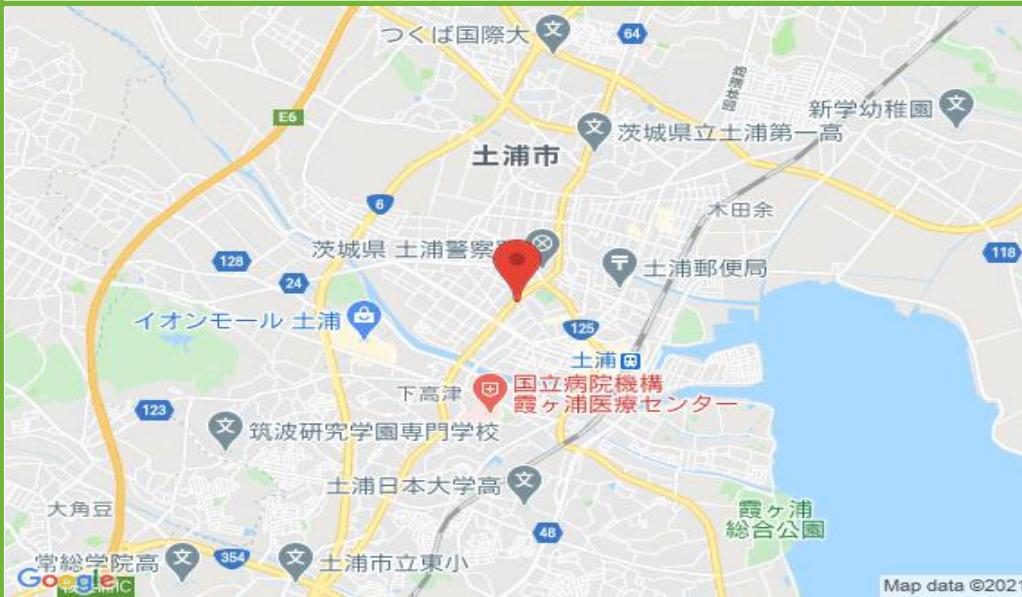 つくば国際大
64
E6
新学幼稚園
茨城県立土浦第一高
土浦市
6
木田余
茨城県 土浦警察
118
128
土浦郵便局
24
イオンモール 土浦
125
土浦
国立病院機構
霞ヶ浦医療センター
下高津
123
筑波研究学園専門学校
土浦日本大学高
大角豆
霞ヶ浦
総合公園
48
常総学院高
354
土浦市立東小
Google
Map data ©2021